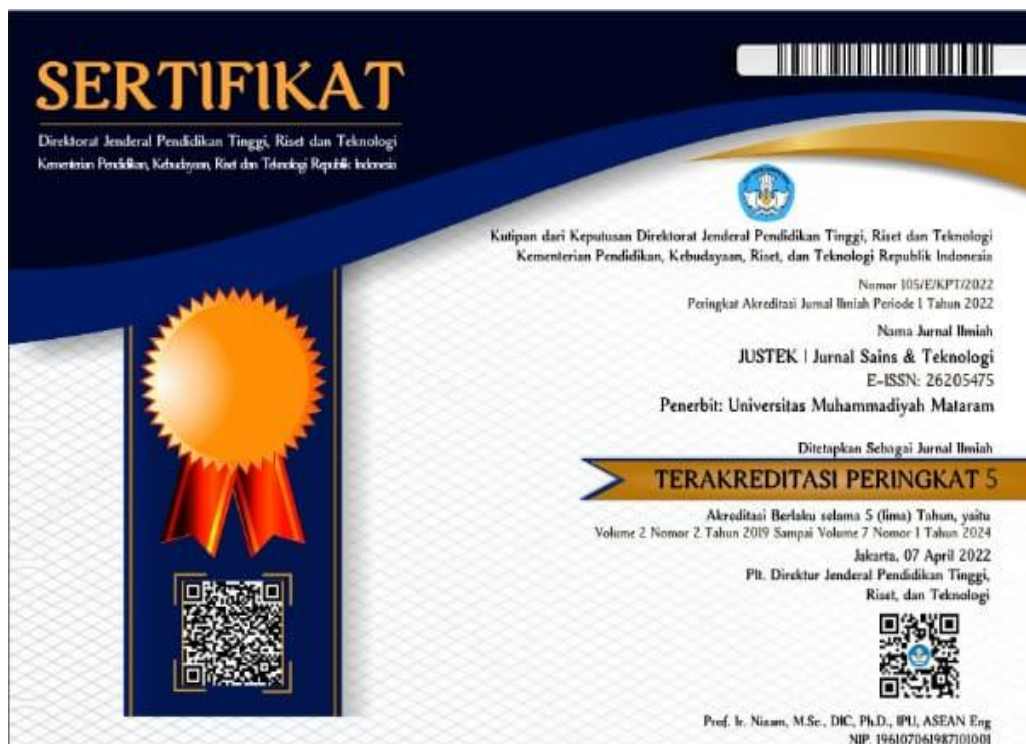 SERTIFIKAT
Direktorat Jenderal Pendidikan Tinggi, Riset dan Teknologi
Kementerian Pendidikan, Kebudayaan, Riset dan Teknologi Republik Indonesia
Kutipan dari Keputusan Direktorat Jenderal Pendidikan Tinggi, Riset dan Teknologi
Kementerian Pendidikan, Kebudayaan, Riset, dan Teknologi Republik Indonesia
Nomor 105/E/KPT/2022
Peringkat Akreditasi Jurnal Ilmiah Periode 1 Tahun 2022
Nama Jurnal Ilmiah
JUSTEK | Jurnal Sains & Teknologi
E-ISSN: 26205475
Penerbit: Universitas Muhammadiyah Mataram
Ditetapkan Sebagai Jurnal Ilmiah
TERAKREDITASI PERINGKAT 5
Akreditasi Berlaku selama 5 (lima) Tahun, yaitu
Volume 2 Nomor 2 Tahun 2019 Sampai Volume 7 Nomor 1 Tahun 2024
Jakarta, 07 April 2022
Plt. Direktur Jenderal Pendidikan Tinggi,
Riset, dan Teknologi
Prof. Ir. Nizam, M.Sc., DIC, Ph.D., IPU, ASEAN Eng
NIP. 196107061987101001